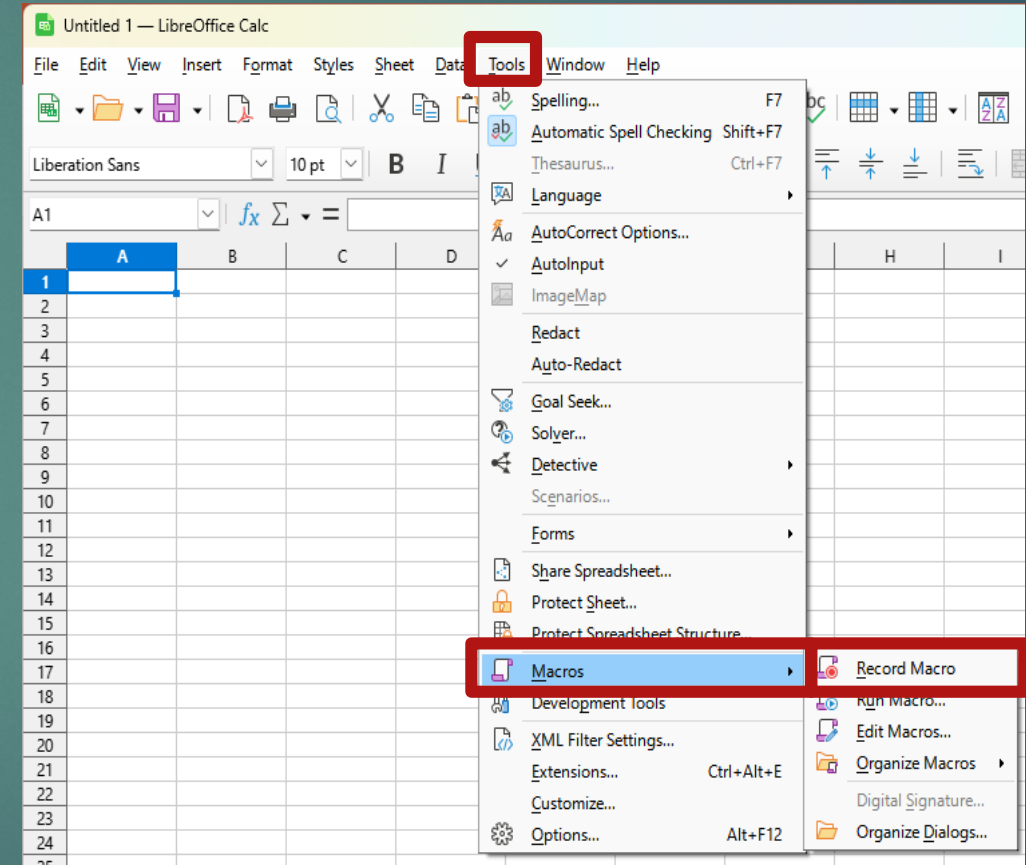 Untitled 1 — LibreOffice Calc
File Edit View Insert Format Styles Sheet Data Tools Window Help
Liberation Sans 10 pt B I
A1 fx Σ =
A B C D H I
1
2
3
4
5
6
7
8
9
10
11
12
13
14
15
16
17
18
19
20
21
22
23
24
Spelling... F7
Automatic Spell Checking Shift+F7
Thesaurus... Ctrl+F7
Language
AutoCorrect Options...
AutoInput
ImageMap
Redact
Auto-Redact
Goal Seek...
Solver...
Detective
Scenarios...
Forms
Share Spreadsheet...
Protect Sheet...
Protect Spreadsheet Structure...
Macros
Development Tools
XML Filter Settings...
Extensions... Ctrl+Alt+E
Customize...
Options... Alt+F12
Record Macro
Run Macro...
Edit Macros...
Organize Macros
Digital Signature...
Organize Dialogs...